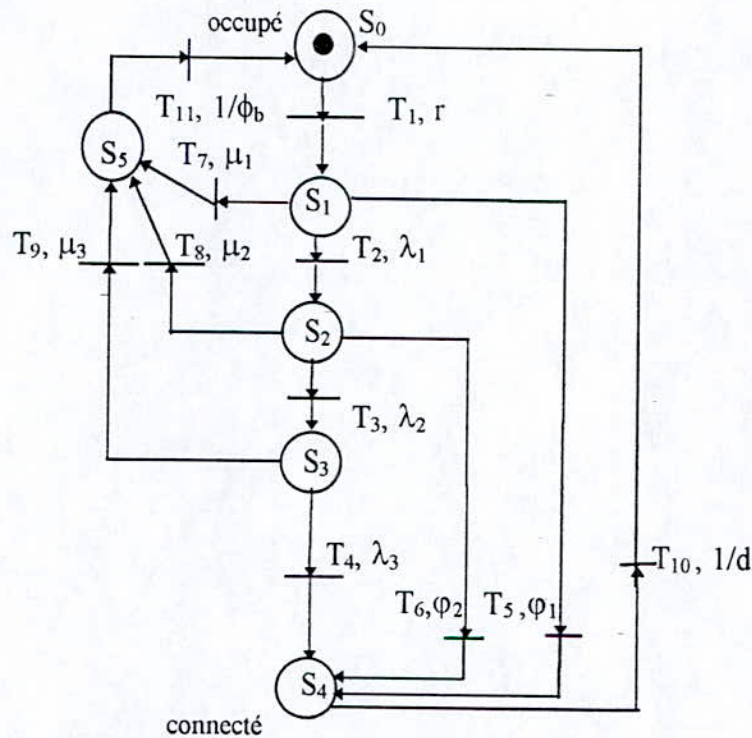 occupé
S₀
T₁₁, 1/ϕb
T₁, r
S₅
T₇, μ₁
S₁
T₉, μ₃
T₈, μ₂
T₂, λ₁
S₂
T₃, λ₂
S₃
T₄, λ₃
T₁₀, 1/d
T₆,φ₂
T₅,φ₁
S₄
connecté